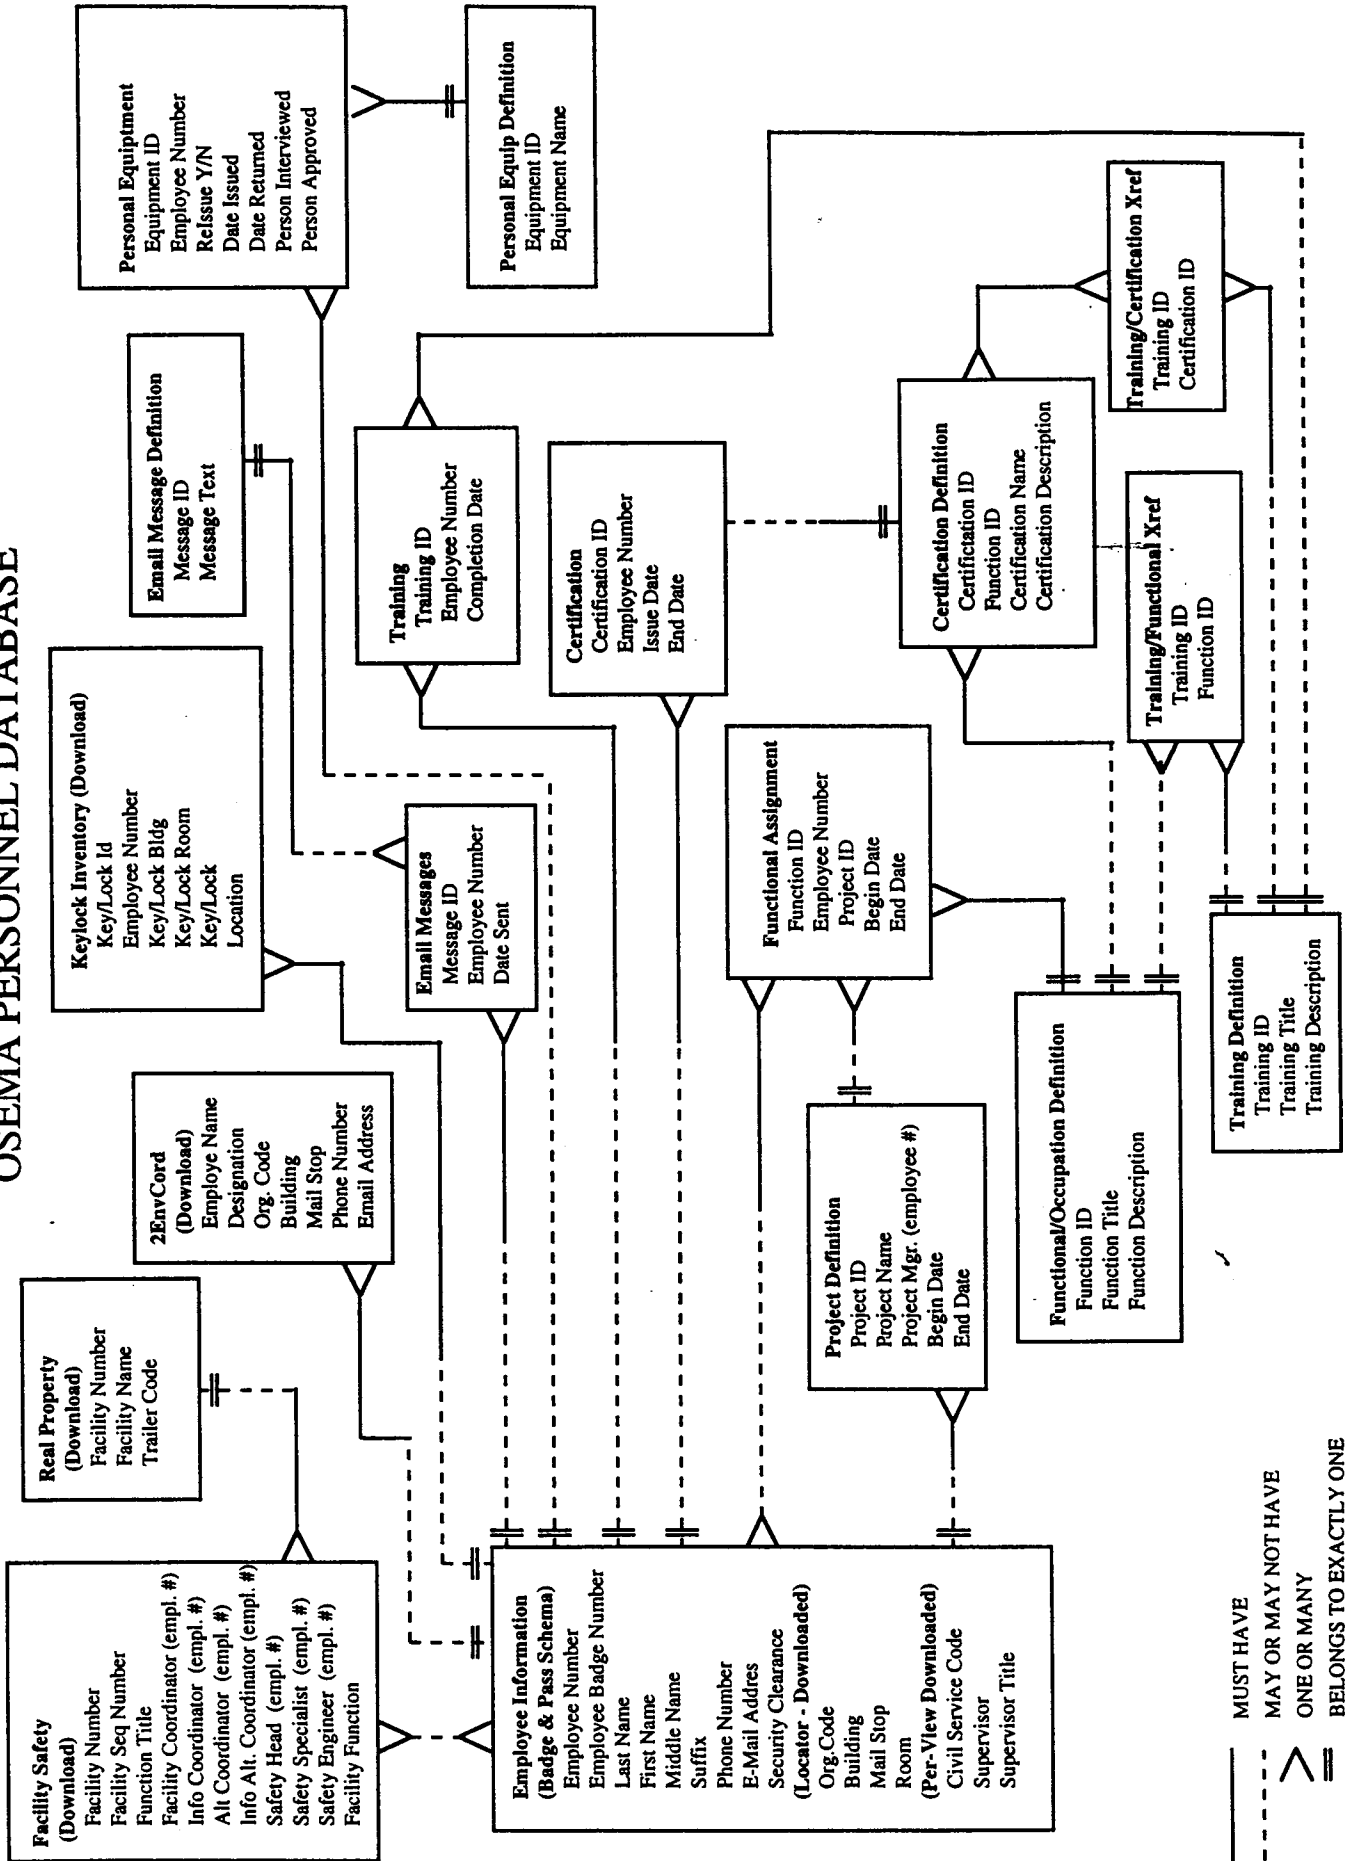 OSEMA PERSONNEL DATABASE
Facility Safety
(Download)
Facility Number
Facility Seq Number
Function Title
Facility Coordinator (empl. #)
Info Coordinator (empl. #)
Alt Coordinator (empl. #)
Info Alt. Coordinator (empl. #)
Safety Head (empl. #)
Safety Specialist (empl. #)
Safety Engineer (empl. #)
Facility Function
Real Property
(Download)
Facility Number
Facility Name
Trailer Code
2EnvCord
(Download)
Employe Name
Designation
Org. Code
Building
Mail Stop
Phone Number
Email Address
Keylock Inventory (Download)
Key/Lock Id
Employee Number
Key/Lock Bldg
Key/Lock Room
Key/Lock
Location
Email Message Definition
Message ID
Message Text
Personal Equiptment
Equipment ID
Employee Number
ReIssue Y/N
Date Issued
Date Returned
Person Interviewed
Person Approved
Personal Equip Definition
Equipment ID
Equipment Name
Email Messages
Message ID
Employee Number
Date Sent
Training
Training ID
Employee Number
Completion Date
Certification
Certification ID
Employee Number
Issue Date
End Date
Employee Information
(Badge & Pass Schema)
Employee Number
Employee Badge Number
Last Name
First Name
Middle Name
Suffix
Phone Number
E-Mail Addres
Security Clearance
(Locator - Downloaded)
Org.Code
Building
Mail Stop
Room
(Per-View Downloaded)
Civil Service Code
Supervisor
Supervisor Title
Functional Assignment
Function ID
Employee Number
Project ID
Begin Date
End Date
Project Definition
Project ID
Project Name
Project Mgr. (employee #)
Begin Date
End Date
Certification Definition
Certifictation ID
Function ID
Certification Name
Certification Description
Training/Certification Xref
Training ID
Certification ID
Training/Functional Xref
Training ID
Function ID
Functional/Occupation Definition
Function ID
Function Title
Function Description
Training Definition
Training ID
Training Title
Training Description
MUST HAVE
MAY OR MAY NOT HAVE
ONE OR MANY
BELONGS TO EXACTLY ONE